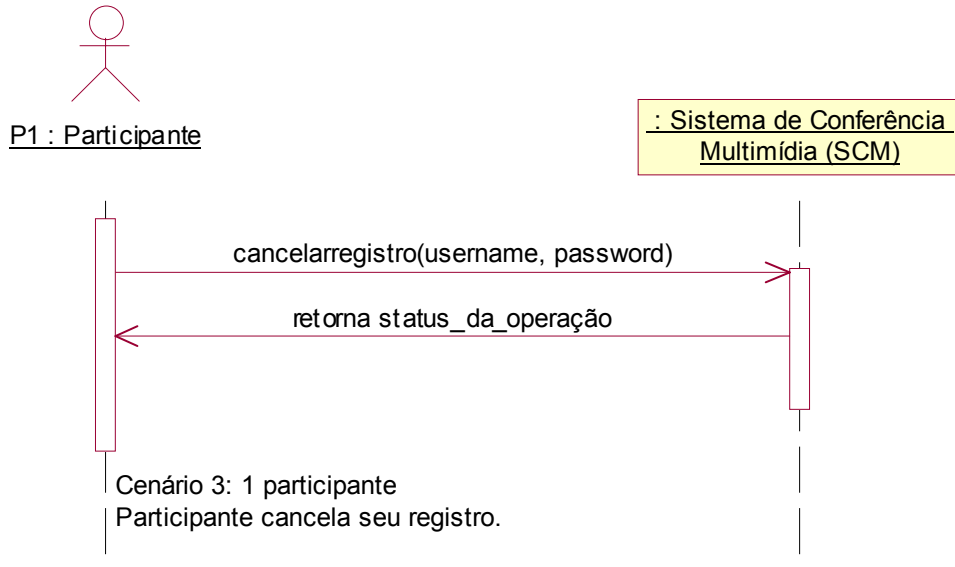 P1 : Participante
: Sistema de Conferência
Multimídia (SCM)
cancelarregistro(username, password)
retorna status_da_operação
Cenário 3: 1 participante
Participante cancela seu registro.